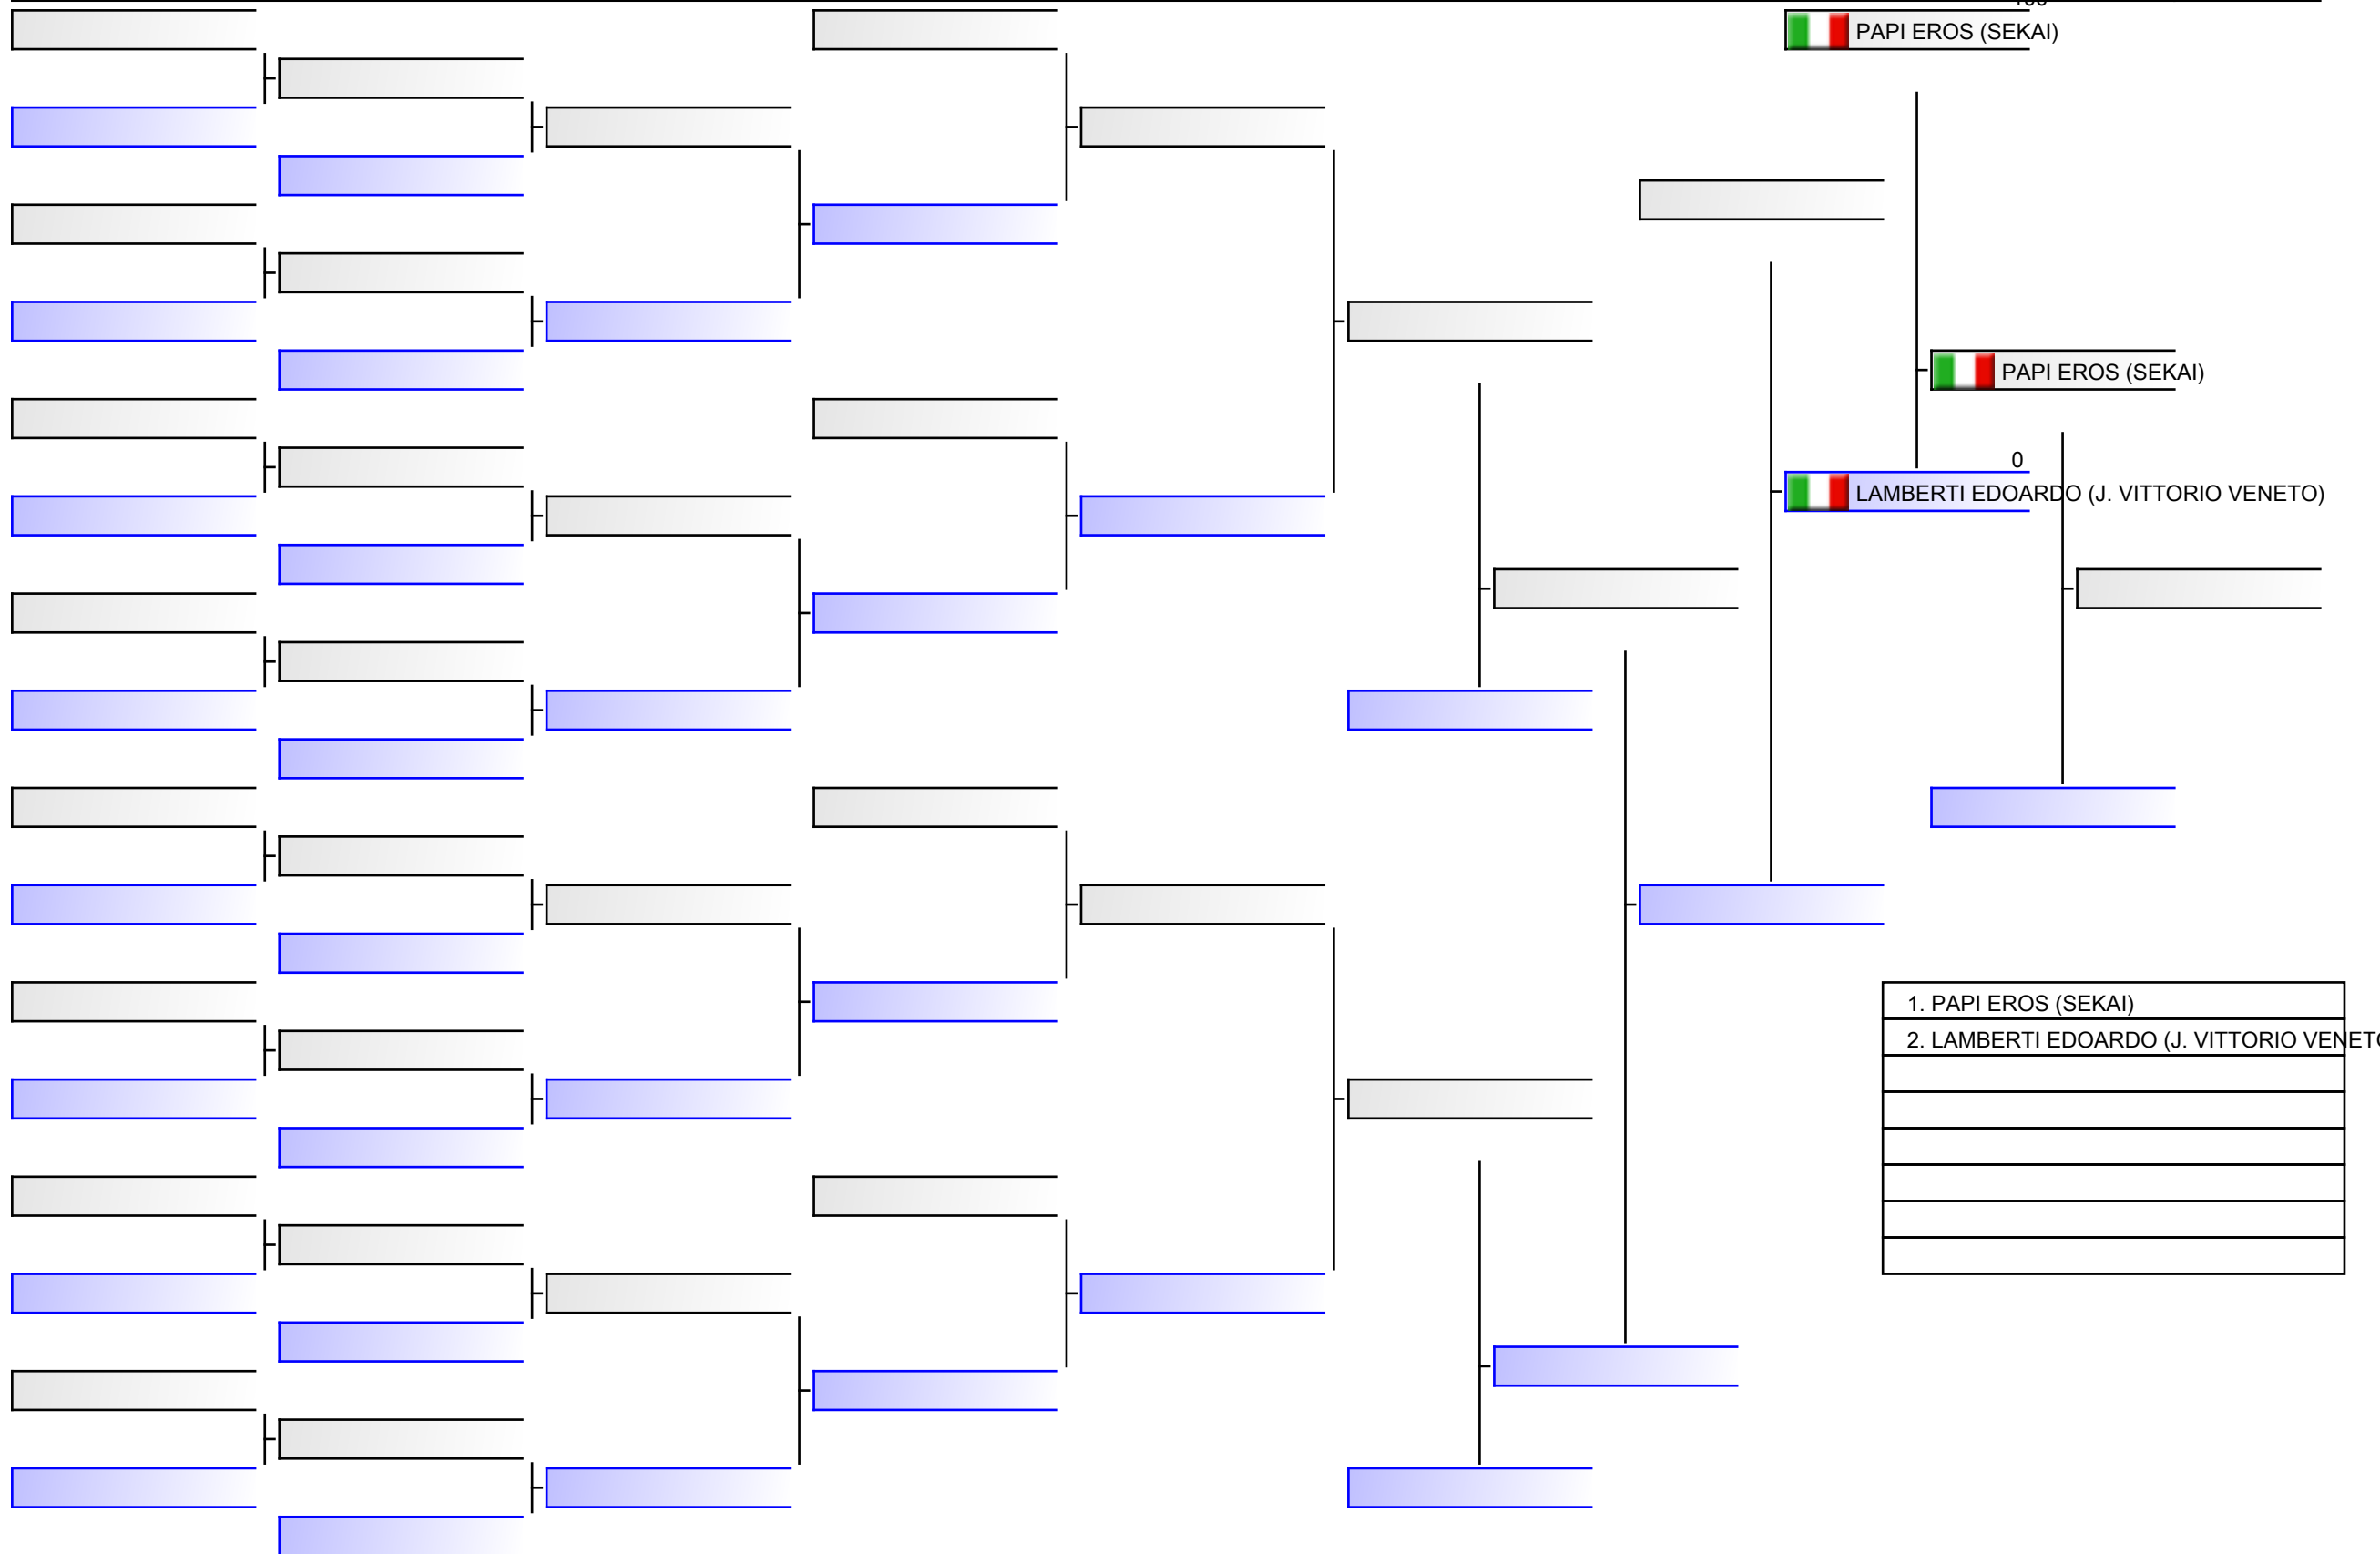 PAPI EROS (SEKAI)
PAPI EROS (SEKAI)
0
LAMBERTI EDOARDO (J. VITTORIO VENETO)
1. PAPI EROS (SEKAI)
2. LAMBERTI EDOARDO (J. VITTORIO VENETO